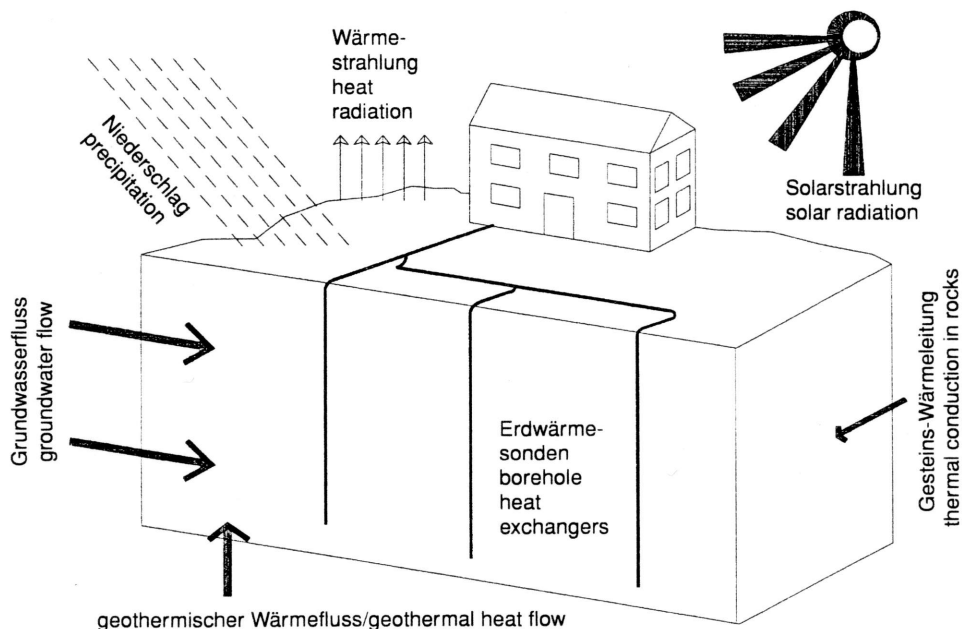 Wärme-
strahlung
heat
radiation
Niederschlag
precipitation
Solarstrahlung
solar radiation
Grundwasserfluss
groundwater flow
Erdwärme-
sonden
borehole
heat
exchangers
Gesteins-Wärmeleitung
thermal conduction in rocks
geothermischer Wärmefluss/geothermal heat flow